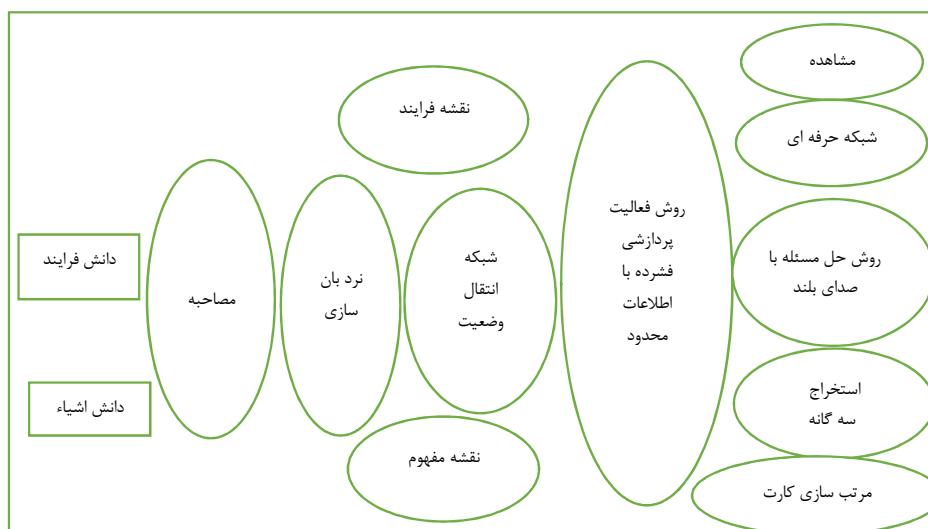 مشاهده
شبکه حرفه ای
روش حل مسئله با
صدای بلند
استخراج
سه گانه
مرتب سازی کارت
روش فعالیت
پردازشی
فشرده با
اطلاعات
محدود
نقشه فرایند
شبکه
انتقال
وضعیت
نقشه مفهوم
نرد بان
سازی
مصاحبه
دانش فرایند
دانش اشیاء